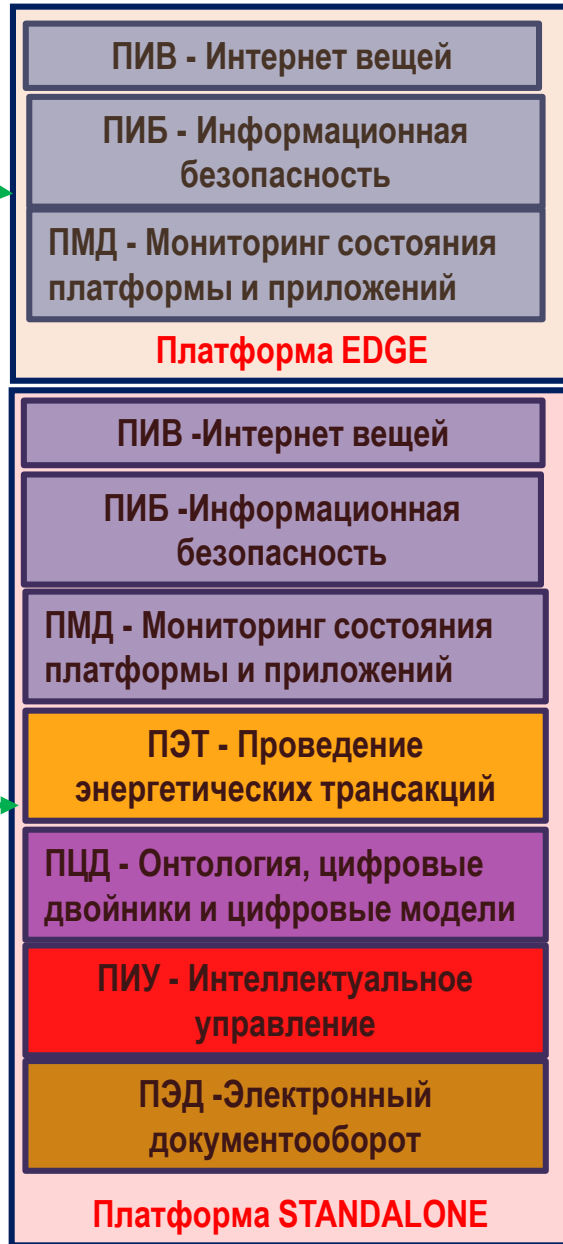 ПИВ - Интернет вещей
ПИБ - Информационная
безопасность
ПМД - Мониторинг состояния
платформы и приложений
Платформа EDGE
ПИВ -Интернет вещей
ПИБ -Информационная
безопасность
ПМД - Мониторинг состояния
платформы и приложений
ПЭТ - Проведение
энергетических трансакций
ПЦД - Онтология, цифровые
двойники и цифровые модели
ПИУ - Интеллектуальное
управление
ПЭД -Электронный
документооборот
Платформа STANDALONE